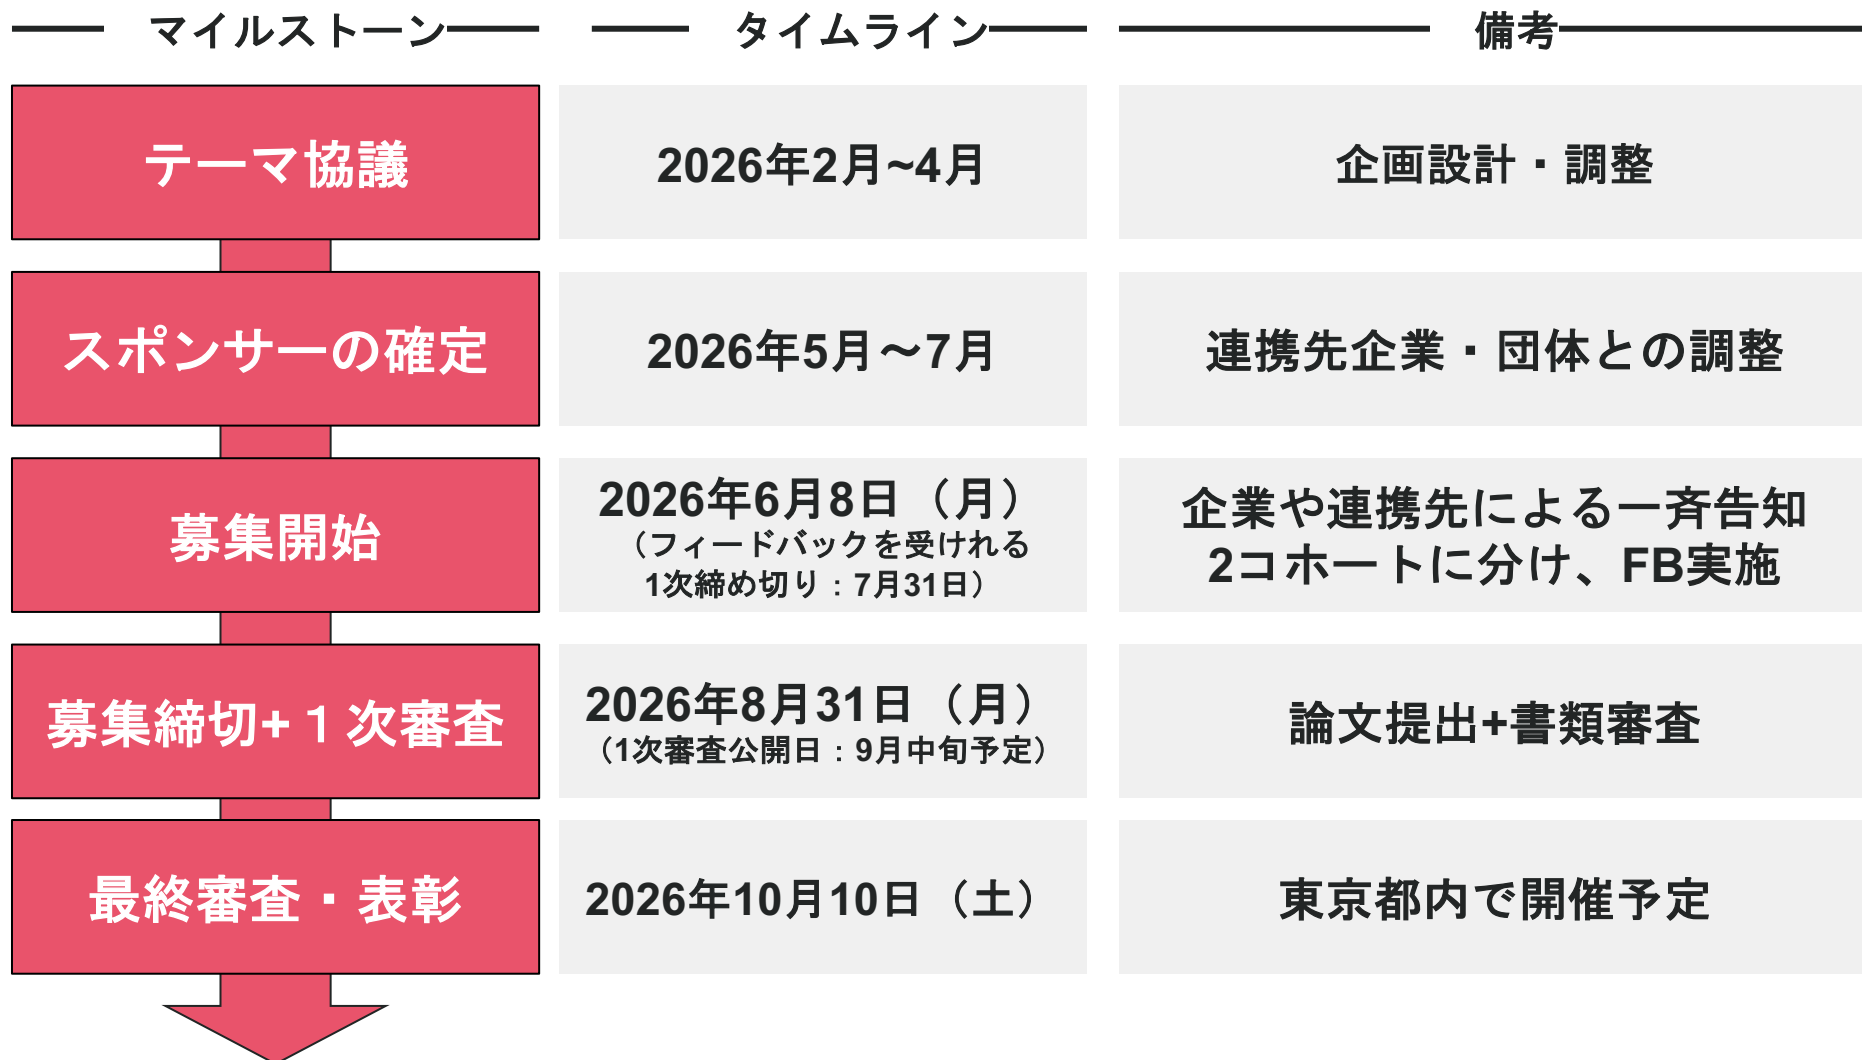 マイルストーン
タイムライン
備考
テーマ協議
2026年2月~4月
企画設計・調整
スポンサーの確定
2026年5月～7月
連携先企業・団体との調整
募集開始
2026年6月8日（月）
（フィードバックを受けれる
1次締め切り：7月31日）
企業や連携先による一斉告知
2コホートに分け、FB実施
募集締切+１次審査
2026年8月31日（月）
（1次審査公開日：9月中旬予定）
論文提出+書類審査
最終審査・表彰
2026年10月10日（土）
東京都内で開催予定